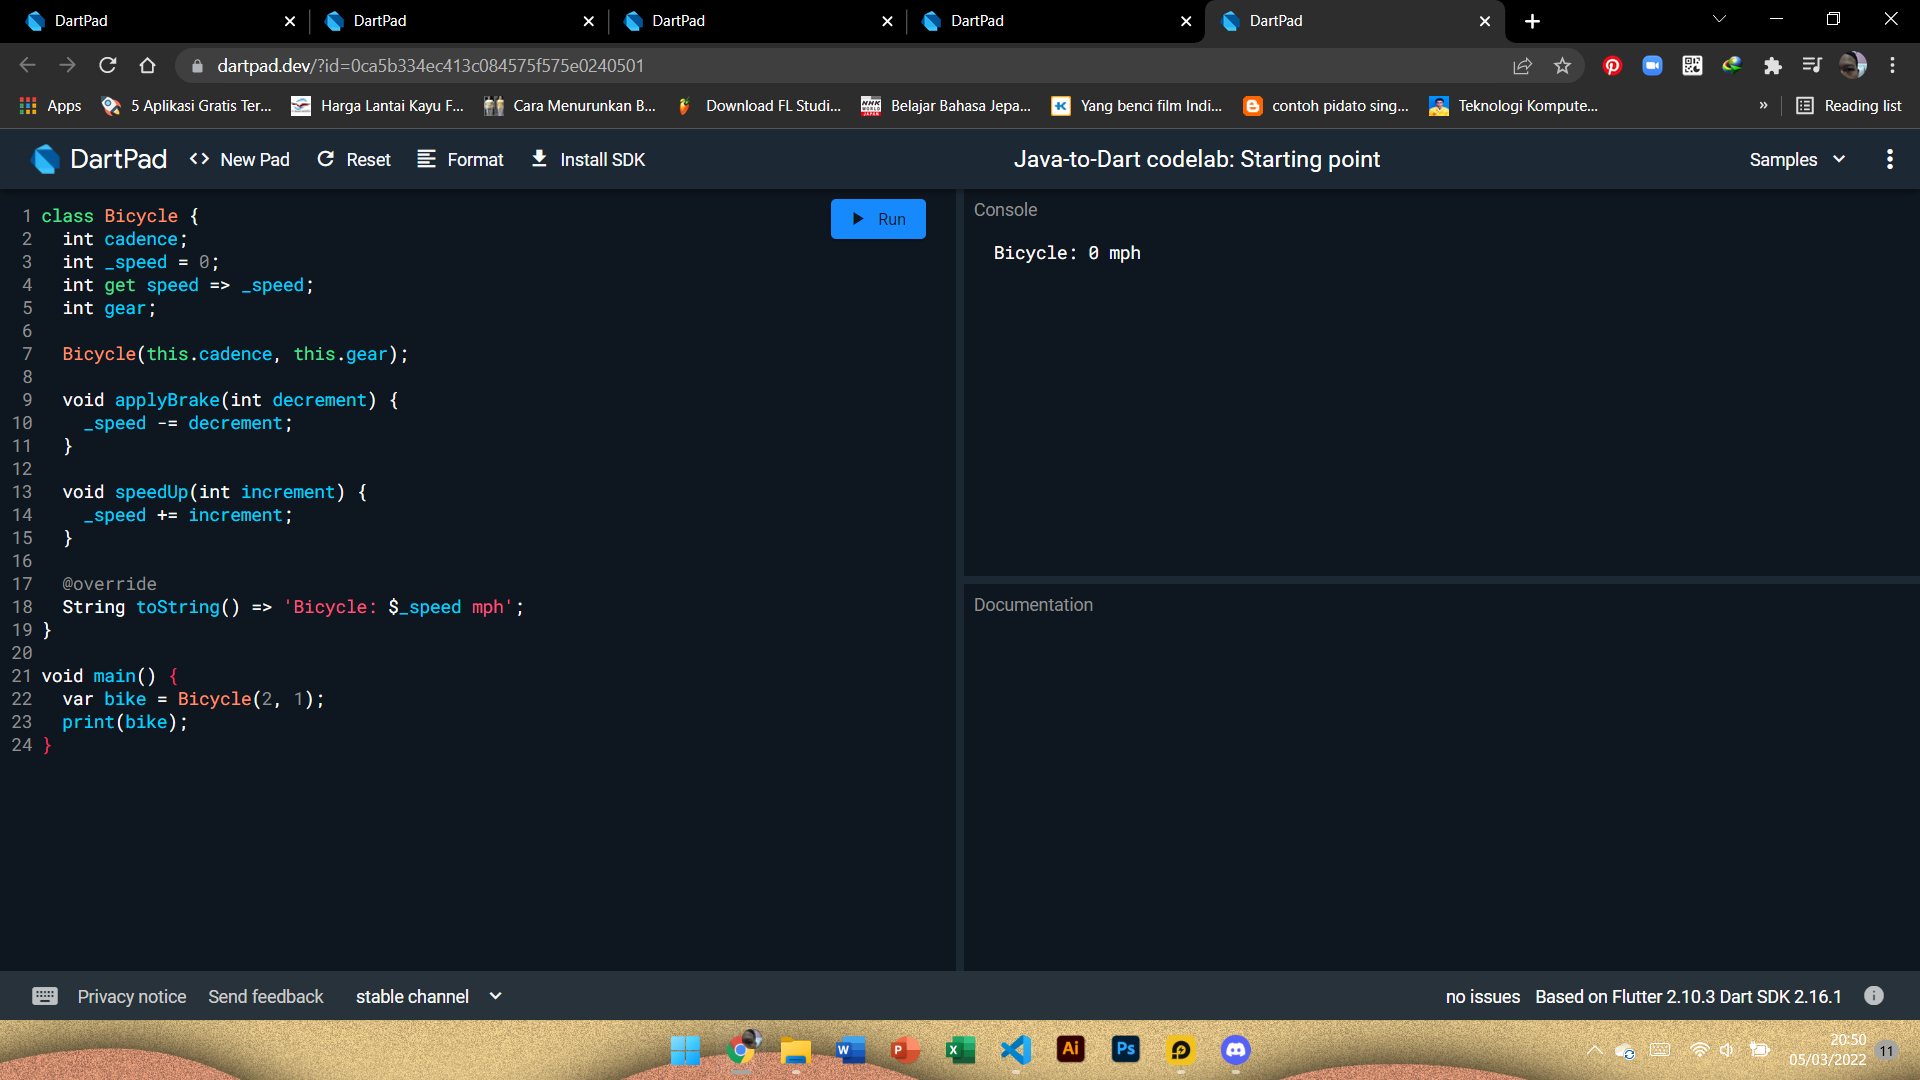 DartPad
DartPad
DartPad
DartPad
DartPad
dartpad.dev/?id=0ca5b334ec413c084575f575e0240501
Apps
5 Aplikasi Gratis Ter...
Harga Lantai Kayu F...
Cara Menurunkan B...
Download FL Studi...
Belajar Bahasa Jepa...
Yang benci film Indi...
contoh pidato sing...
Teknologi Kompute...
»
Reading list
DartPad
<> New Pad
Reset
Format
Install SDK
Java-to-Dart codelab: Starting point
Samples
1 class Bicycle {
2   int cadence;
3   int _speed = 0;
4   int get speed => _speed;
5   int gear;
6
7   Bicycle(this.cadence, this.gear);
8
9   void applyBrake(int decrement) {
10     _speed -= decrement;
11   }
12
13   void speedUp(int increment) {
14     _speed += increment;
15   }
16
17   @override
18   String toString() => 'Bicycle: $_speed mph';
19 }
20
21 void main() {
22   var bike = Bicycle(2, 1);
23   print(bike);
24 }
Run
Console
Bicycle: 0 mph
Documentation
Privacy notice
Send feedback
stable channel
no issues
Based on Flutter 2.10.3 Dart SDK 2.16.1
W
P
X
Ai
Ps
20:50
05/03/2022
11